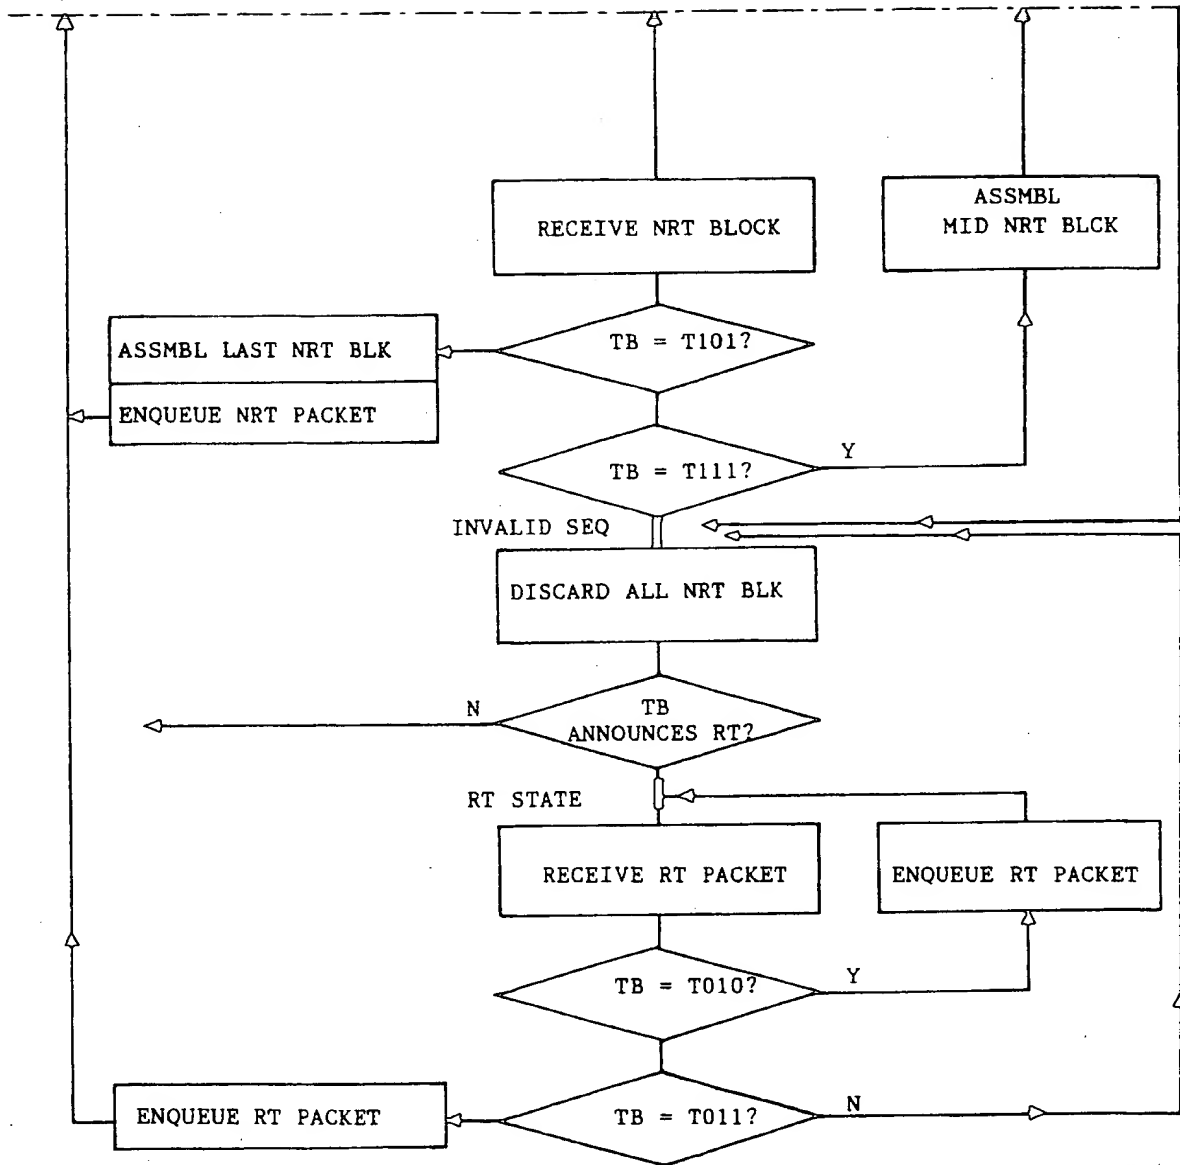 RECEIVE NRT BLOCK
ASSMBL
MID NRT BLCK
TB = T101?
ASSMBL LAST NRT BLK
ENQUEUE NRT PACKET
TB = T111?
Y
INVALID SEQ
DISCARD ALL NRT BLK
N
TB
ANNOUNCES RT?
RT STATE
RECEIVE RT PACKET
ENQUEUE RT PACKET
TB = T010?
Y
ENQUEUE RT PACKET
TB = T011?
N